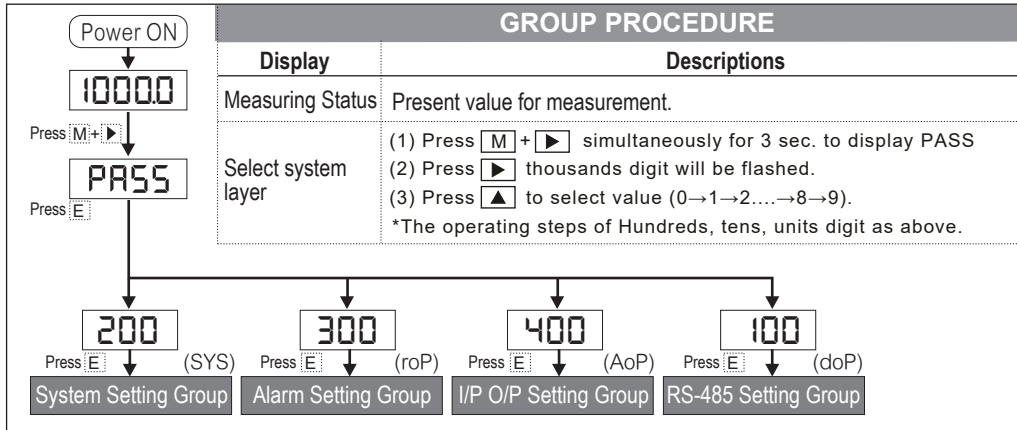 Power ON
GROUP PROCEDURE
Display Descriptions
1000.0
Measuring Status Present value for measurement.
Press M + ▶
PASS
Press E
Select system layer
(1) Press M + ▶ simultaneously for 3 sec. to display PASS
(2) Press ▶ thousands digit will be flashed.
(3) Press ▲ to select value (0→1→2....→8→9).
*The operating steps of Hundreds, tens, units digit as above.
200 300 400 100
Press E (SYS) Press E (roP) Press E (AoP) Press E (doP)
System Setting Group Alarm Setting Group I/P O/P Setting Group RS-485 Setting Group